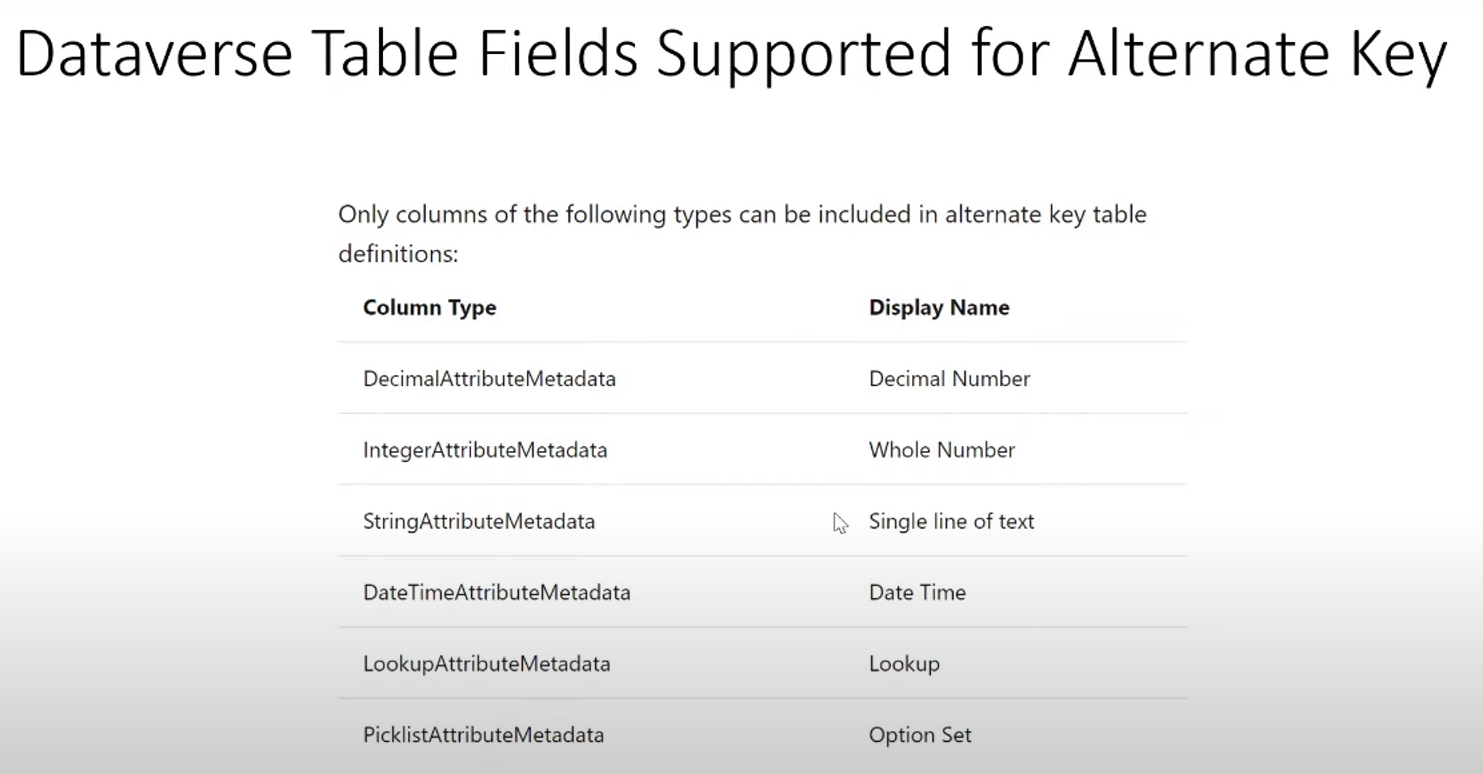 Dataverse Table Fields Supported for Alternate Key
Only columns of the following types can be included in alternate key table
definitions:
Column Type Display Name
DecimalAttributeMetadata Decimal Number
IntegerAttributeMetadata Whole Number
StringAttributeMetadata Single line of text
DateTimeAttributeMetadata Date Time
LookupAttributeMetadata Lookup
PicklistAttributeMetadata Option Set